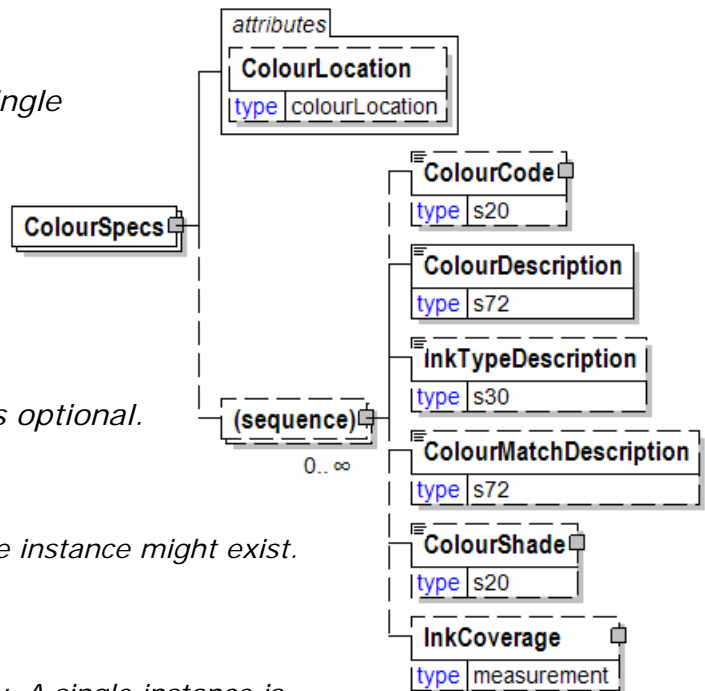 attributes
ColourLocation
type colourLocation
ColourSpecs
ColourCode
type s20
ColourDescription
type s72
InkTypeDescription
type s30
s optional.
(sequence)
0.. ∞
ColourMatchDescription
type s72
e instance might exist.
ColourShade
type s20
InkCoverage
type measurement
A single instance is